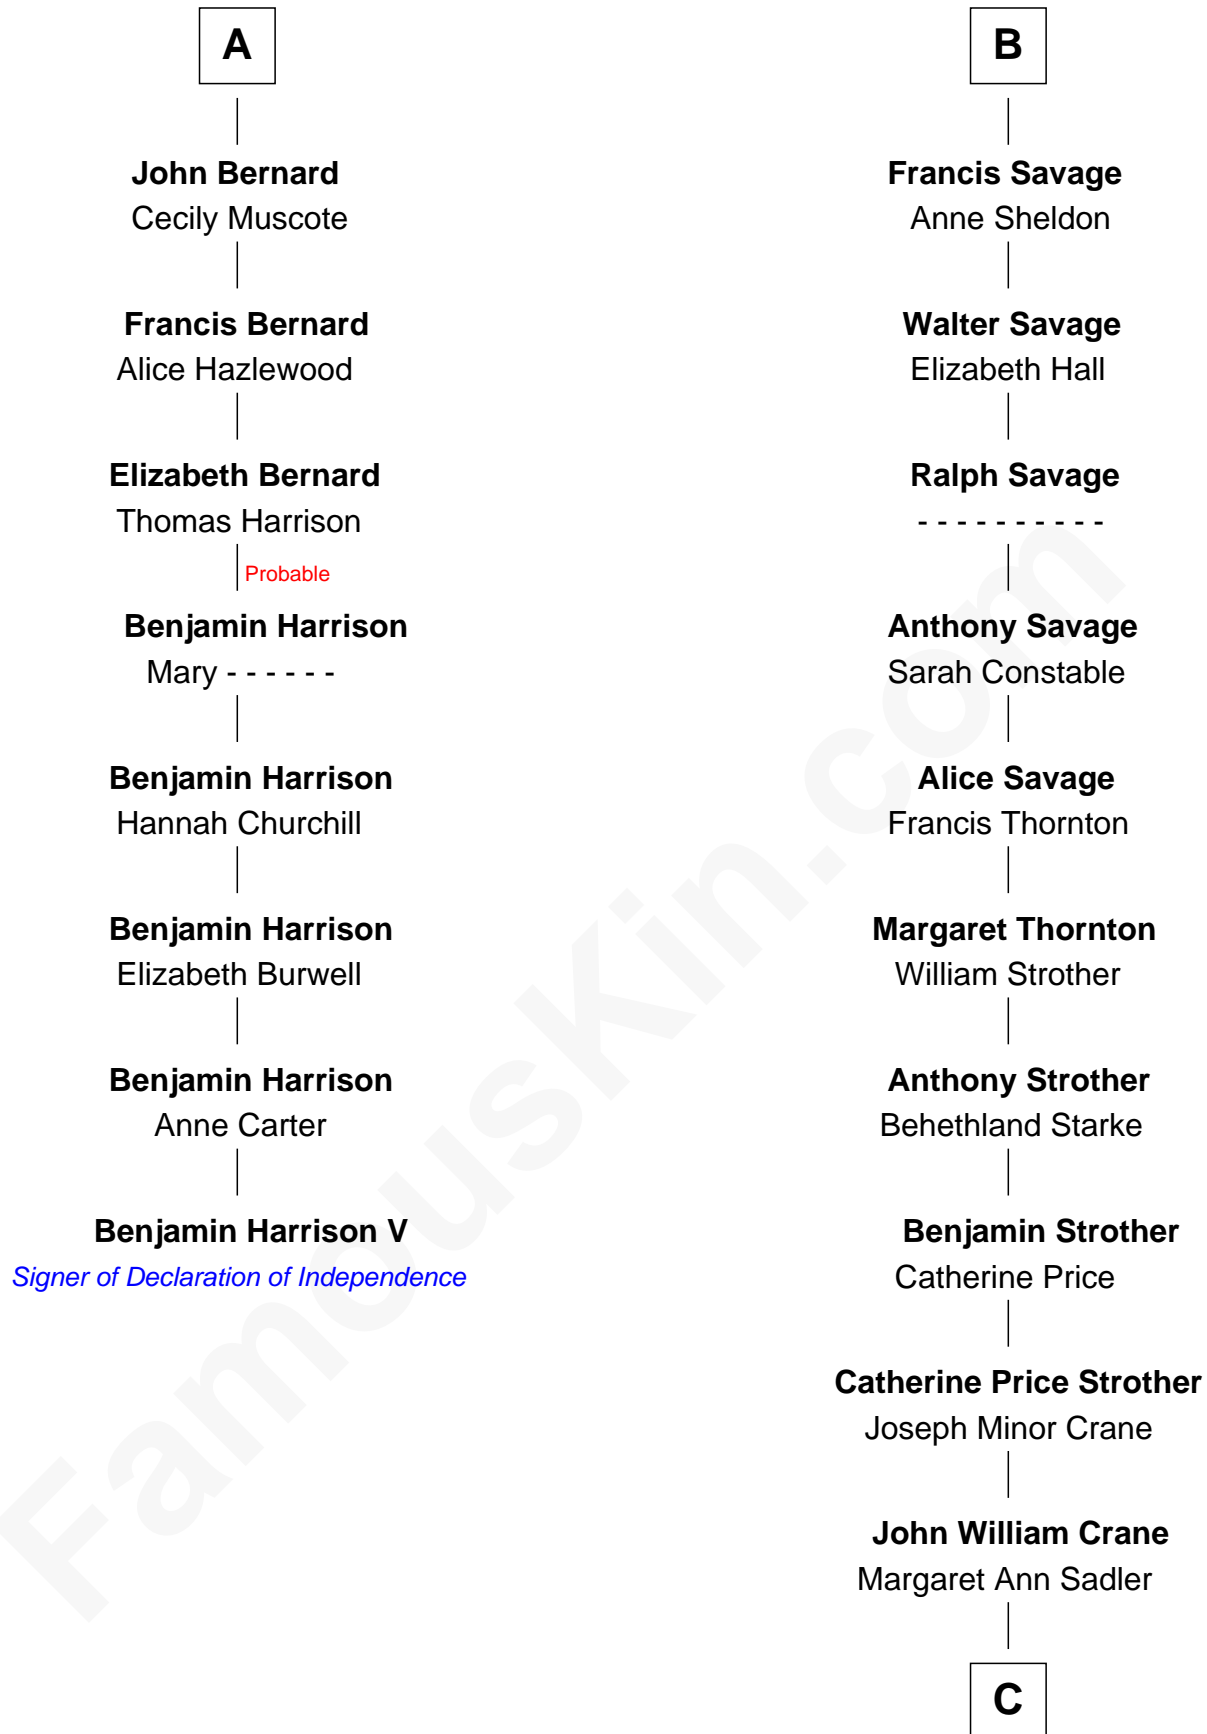 A
John Bernard
Cecily Muscote
Francis Bernard
Alice Hazlewood
Elizabeth Bernard
Thomas Harrison
Probable
Benjamin Harrison
Mary - - - - - -
Benjamin Harrison
Hannah Churchill
Benjamin Harrison
Elizabeth Burwell
Benjamin Harrison
Anne Carter
Benjamin Harrison V
Signer of Declaration of Independence
B
Francis Savage
Anne Sheldon
Walter Savage
Elizabeth Hall
Ralph Savage
- - - - - - - - - -
Anthony Savage
Sarah Constable
Alice Savage
Francis Thornton
Margaret Thornton
William Strother
Anthony Strother
Behethland Starke
Benjamin Strother
Catherine Price
Catherine Price Strother
Joseph Minor Crane
John William Crane
Margaret Ann Sadler
C
FamousKin.com